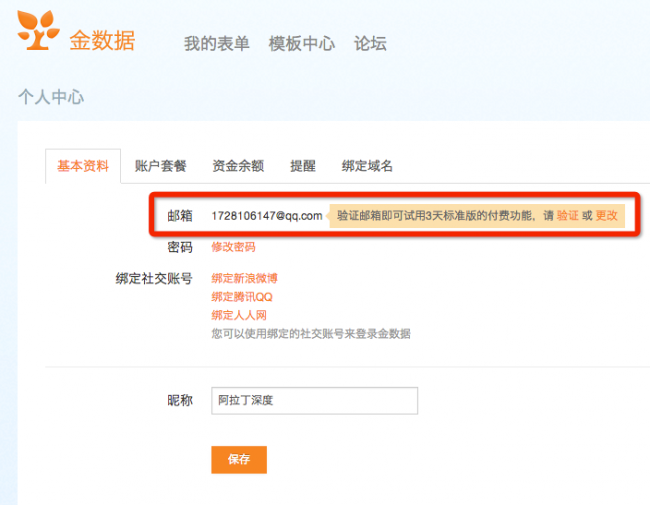 金数据
我的表单 模板中心 论坛
个人中心
基本资料 账户套餐 资金余额 提醒 绑定域名
邮箱 1728106147@qq.com 验证邮箱即可试用3天标准版的付费功能，请 验证 或 更改
密码 修改密码
绑定社交账号 绑定新浪微博
绑定腾讯QQ
绑定人人网
您可以使用绑定的社交账号来登录金数据
昵称 阿拉丁深度
保存